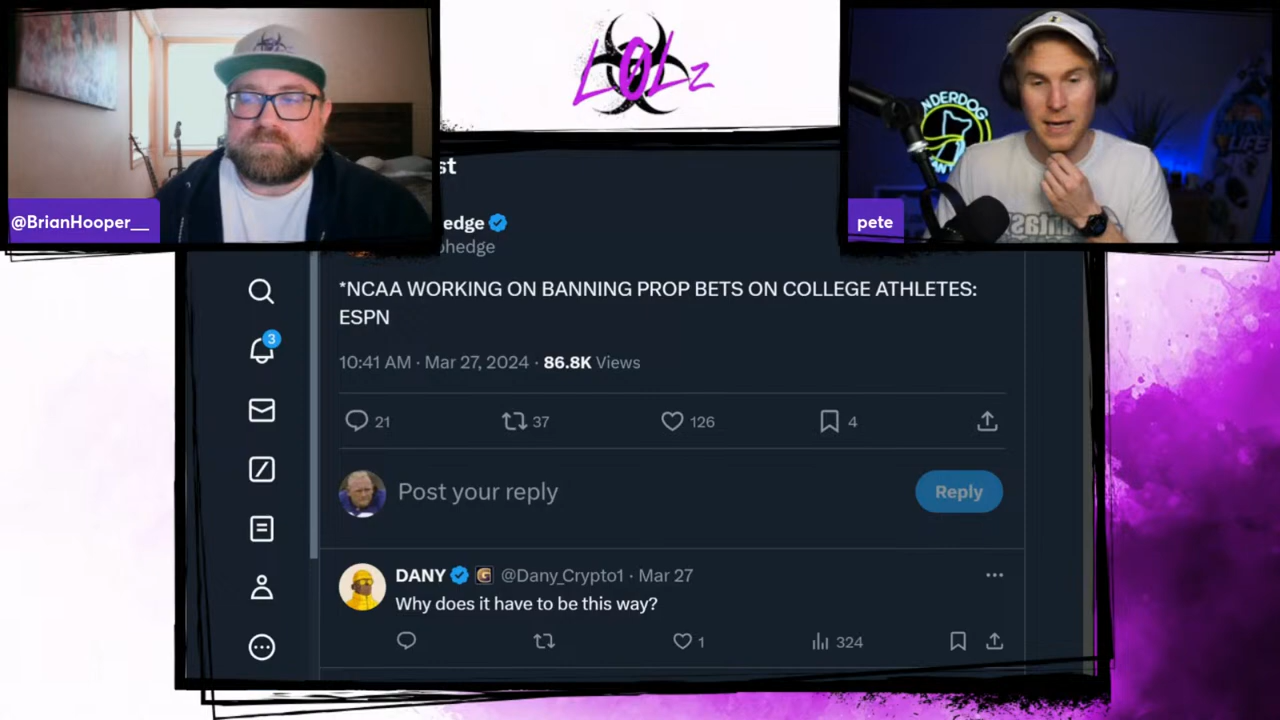 LOLz
@BrianHooper__
pete
st
edge
ohedge
*NCAA WORKING ON BANNING PROP BETS ON COLLEGE ATHLETES:
ESPN
10:41 AM · Mar 27, 2024 · 86.8K Views
3
21
37
126
4
Post your reply
Reply
DANY
@Dany_Crypto1 · Mar 27
Why does it have to be this way?
1
324